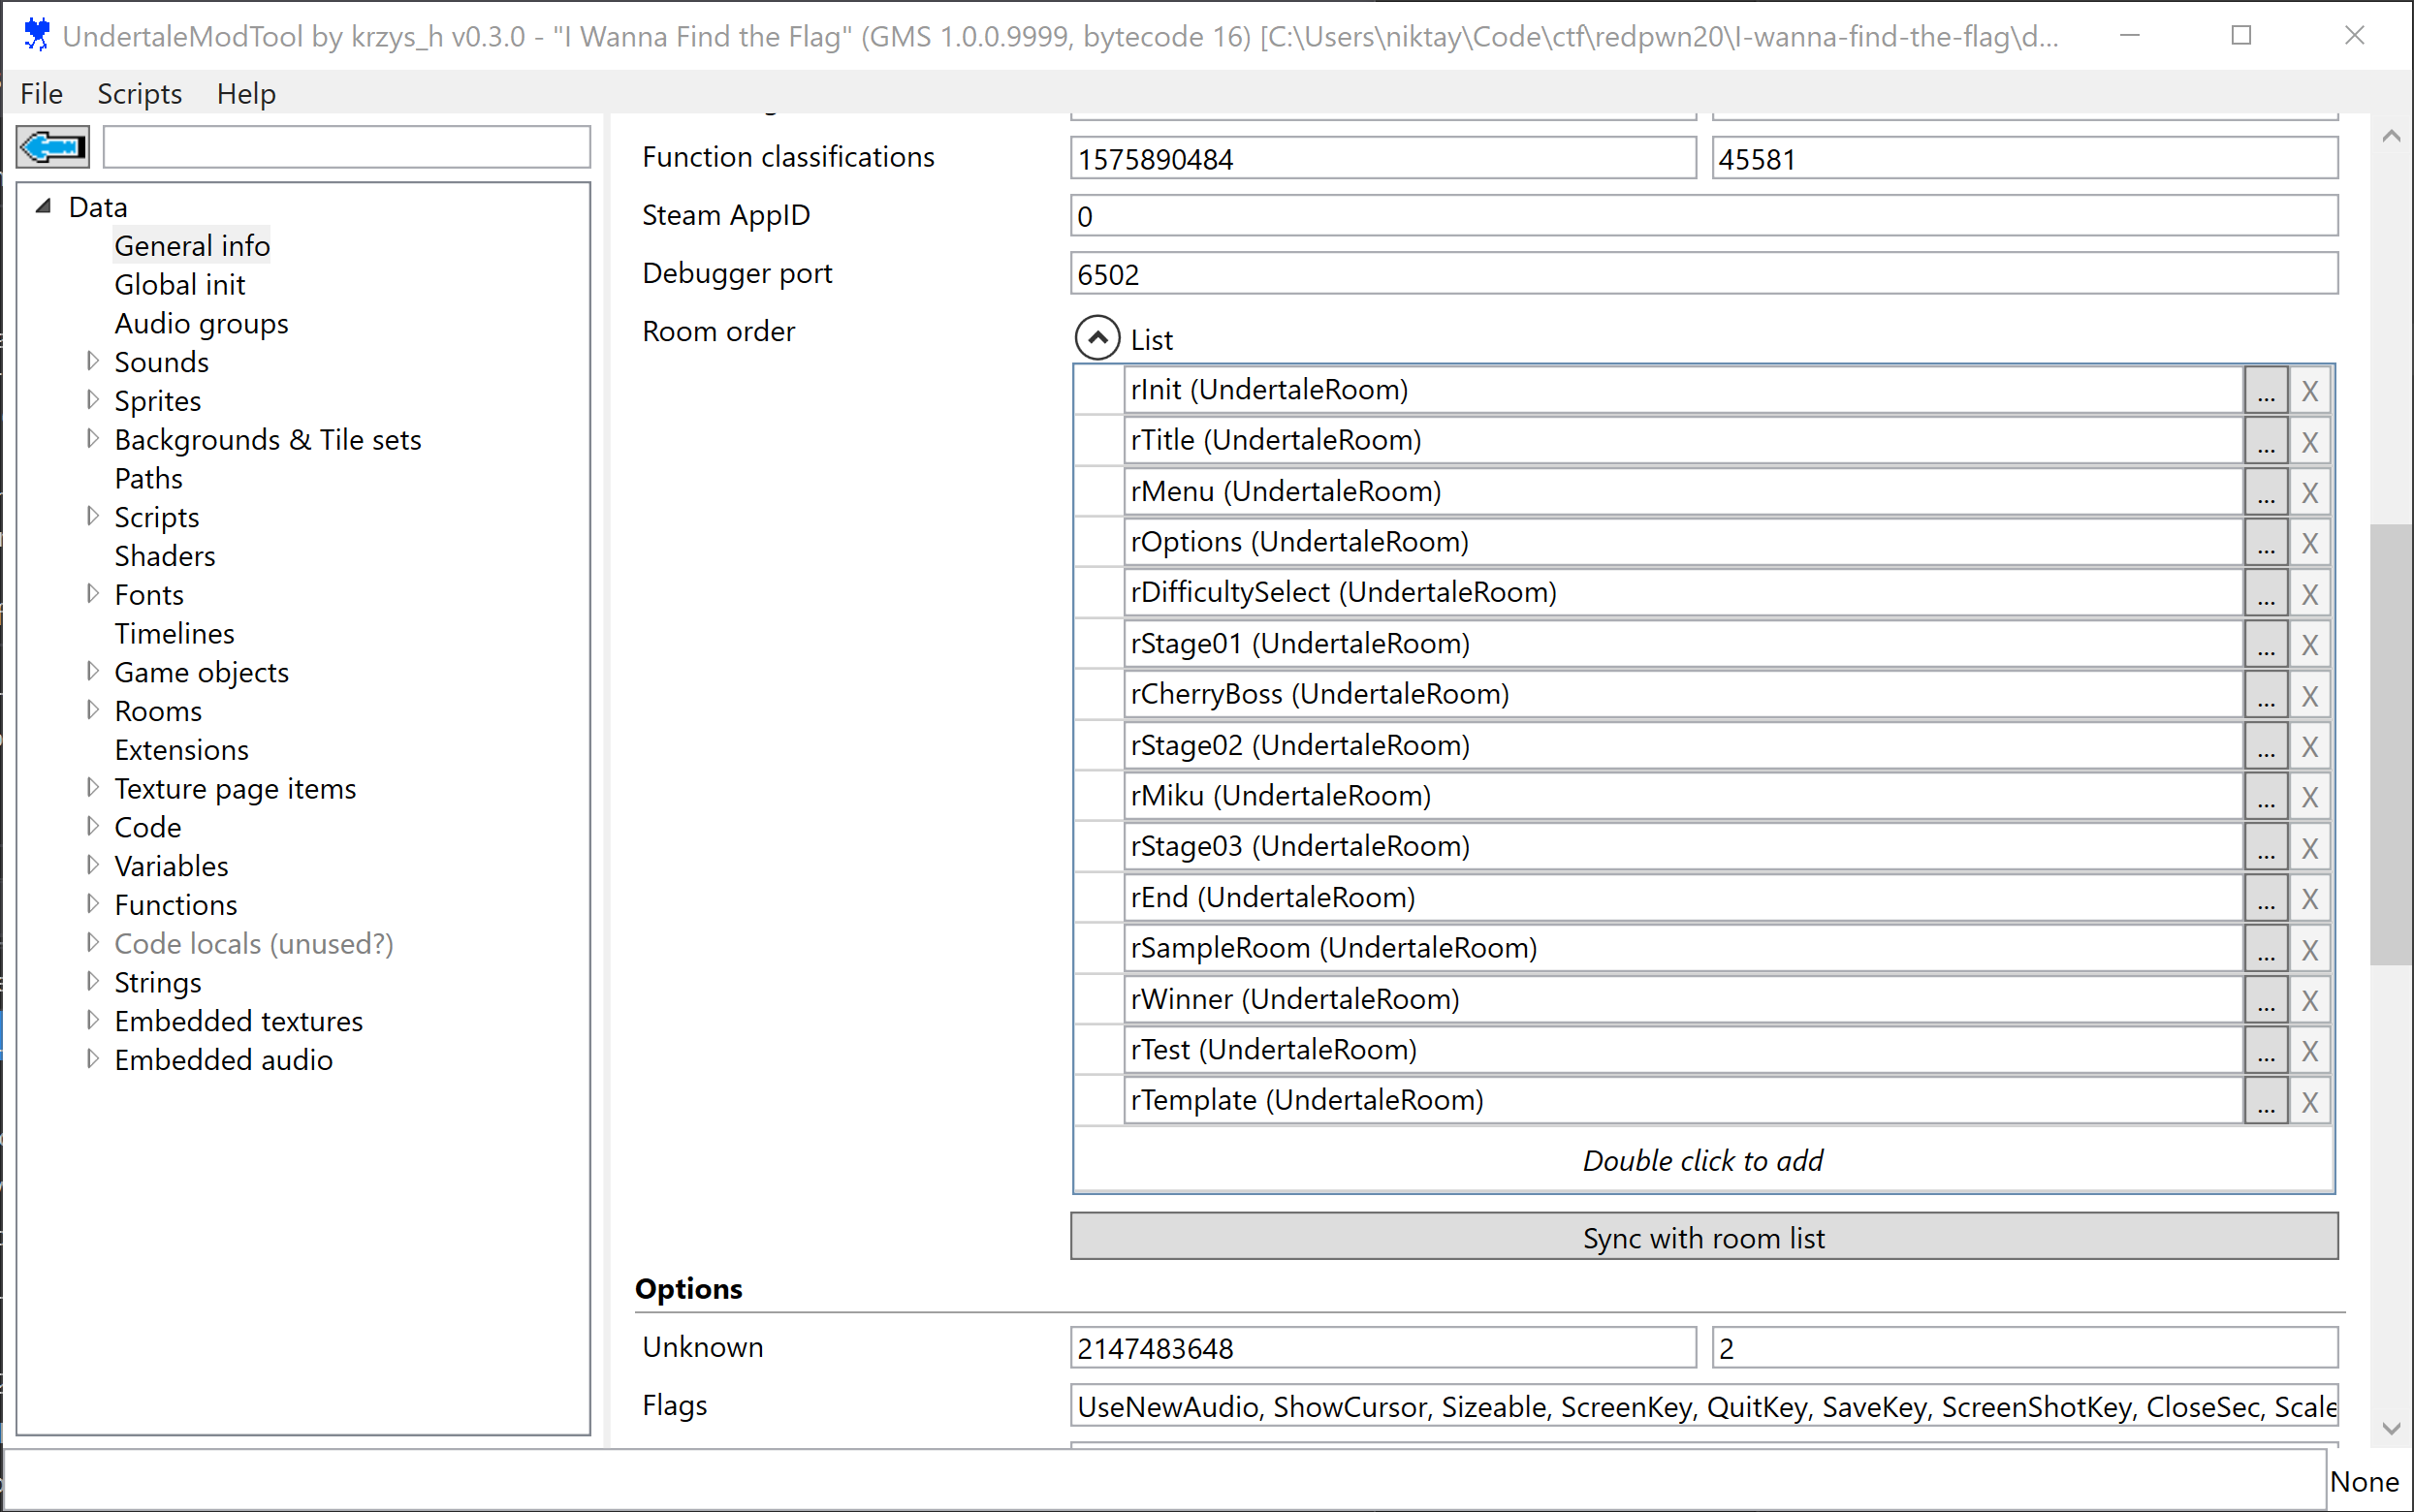 UndertaleModTool by krzys_h v0.3.0 - "I Wanna Find the Flag" (GMS 1.0.0.9999, bytecode 16) [C:\Users\niktay\Code\ctf\redpwn20\I-wanna-find-the-flag\d...
File Scripts Help
Data
General info
Global init
Audio groups
Sounds
Sprites
Backgrounds & Tile sets
Paths
Scripts
Shaders
Fonts
Timelines
Game objects
Rooms
Extensions
Texture page items
Code
Variables
Functions
Code locals (unused?)
Strings
Embedded textures
Embedded audio
Function classifications 1575890484 45581
Steam AppID 0
Debugger port 6502
Room order List
rInit (UndertaleRoom) ... X
rTitle (UndertaleRoom) ... X
rMenu (UndertaleRoom) ... X
rOptions (UndertaleRoom) ... X
rDifficultySelect (UndertaleRoom) ... X
rStage01 (UndertaleRoom) ... X
rCherryBoss (UndertaleRoom) ... X
rStage02 (UndertaleRoom) ... X
rMiku (UndertaleRoom) ... X
rStage03 (UndertaleRoom) ... X
rEnd (UndertaleRoom) ... X
rSampleRoom (UndertaleRoom) ... X
rWinner (UndertaleRoom) ... X
rTest (UndertaleRoom) ... X
rTemplate (UndertaleRoom) ... X
Double click to add
Sync with room list
Options
Unknown 2147483648 2
Flags UseNewAudio, ShowCursor, Sizeable, ScreenKey, QuitKey, SaveKey, ScreenShotKey, CloseSec, Scale
None